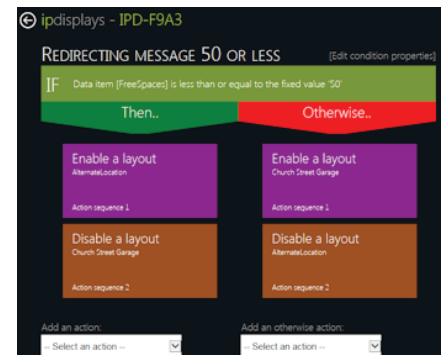 ipdisplays - IPD-F9A3
REDIRECTING MESSAGE 50 OR LESS
[Edit condition properties]
IF Data item [FreeSpaces] is less than or equal to the fixed value '50'
Then..
Otherwise..
Enable a layout
AlternateLocation
Action sequence 1
Enable a layout
Church Street Garage
Action sequence 1
Disable a layout
Church Street Garage
Action sequence 2
Disable a layout
AlternateLocation
Action sequence 2
Add an action:
-- Select an action --
Add an otherwise action:
-- Select an action --